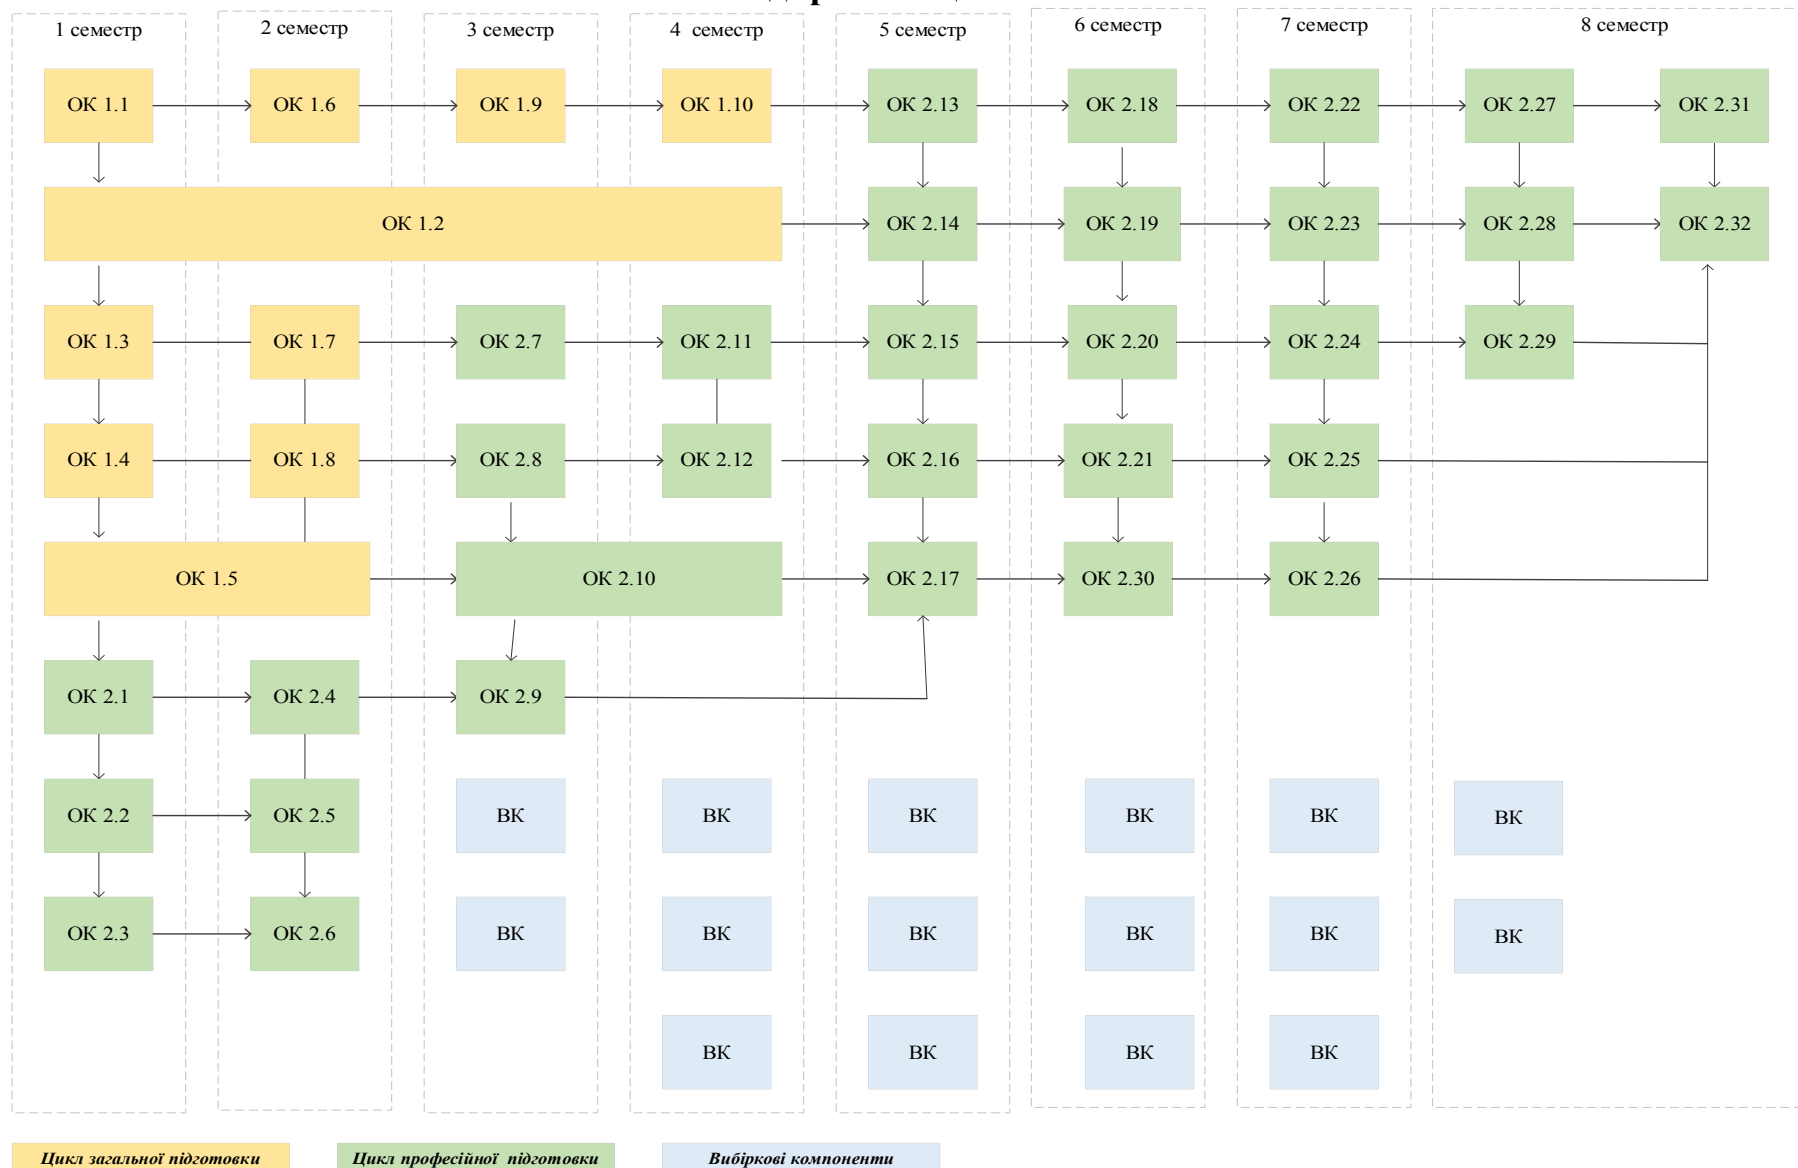 1 семестр
2 семестр
3 семестр
4 семестр
5 семестр
6 семестр
7 семестр
8 семестр
ОК 1.1
ОК 1.6
ОК 1.9
ОК 1.10
ОК 2.13
ОК 2.18
ОК 2.22
ОК 2.27
ОК 2.31
ОК 1.2
ОК 2.14
ОК 2.19
ОК 2.23
ОК 2.28
ОК 2.32
ОК 1.3
ОК 1.7
ОК 2.7
ОК 2.11
ОК 2.15
ОК 2.20
ОК 2.24
ОК 2.29
ОК 1.4
ОК 1.8
ОК 2.8
ОК 2.12
ОК 2.16
ОК 2.21
ОК 2.25
ОК 1.5
ОК 2.10
ОК 2.17
ОК 2.30
ОК 2.26
ОК 2.1
ОК 2.4
ОК 2.9
ОК 2.2
ОК 2.5
ВК
ВК
ВК
ВК
ВК
ВК
ОК 2.3
ОК 2.6
ВК
ВК
ВК
ВК
ВК
ВК
ВК
ВК
ВК
ВК
Цикл загальної підготовки
Цикл професійної підготовки
Вибіркові компоненти